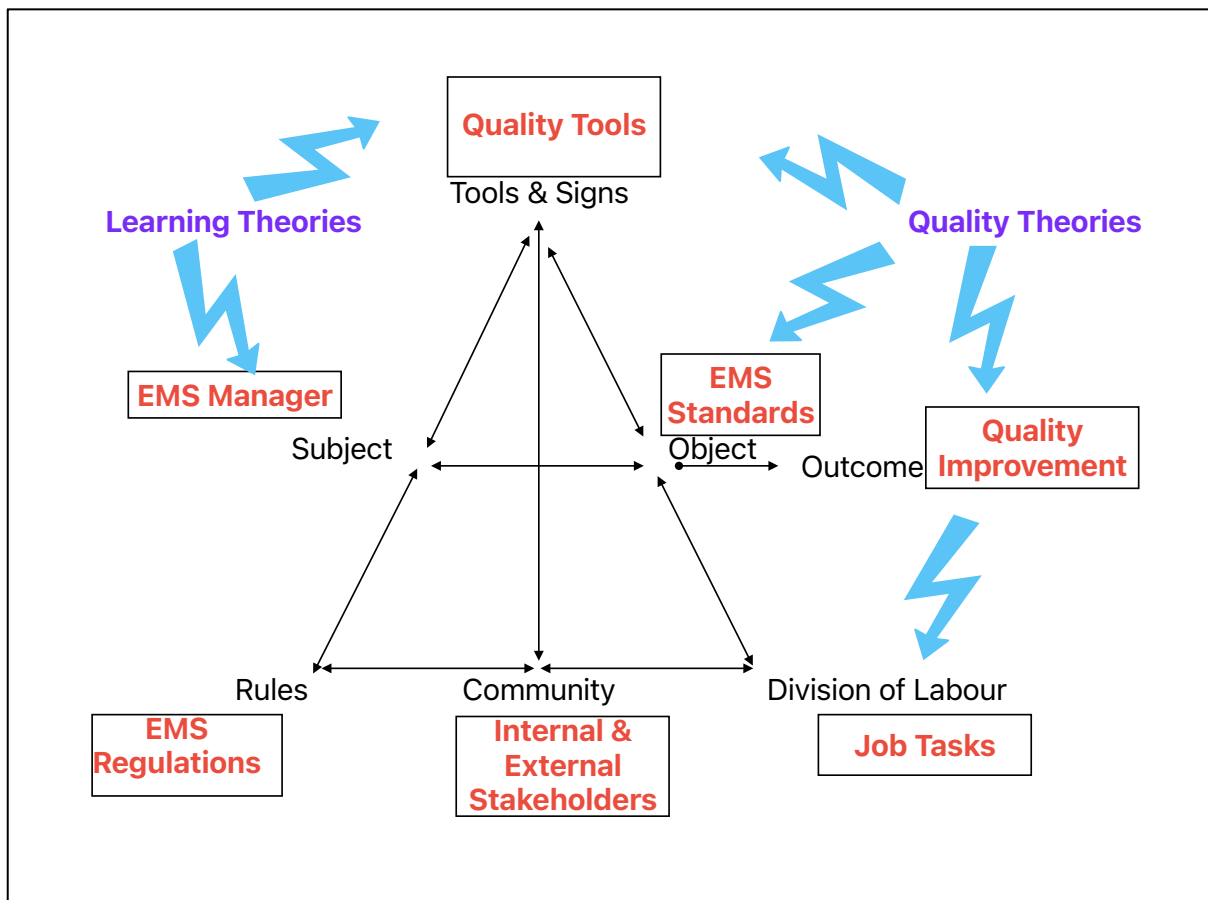 Quality Tools
Tools & Signs
Learning Theories
Quality Theories
EMS Manager
EMS
Standards
Subject
Object
Outcome
Quality
Improvement
Rules
Community
Division of Labour
EMS
Regulations
Internal &
External
Stakeholders
Job Tasks